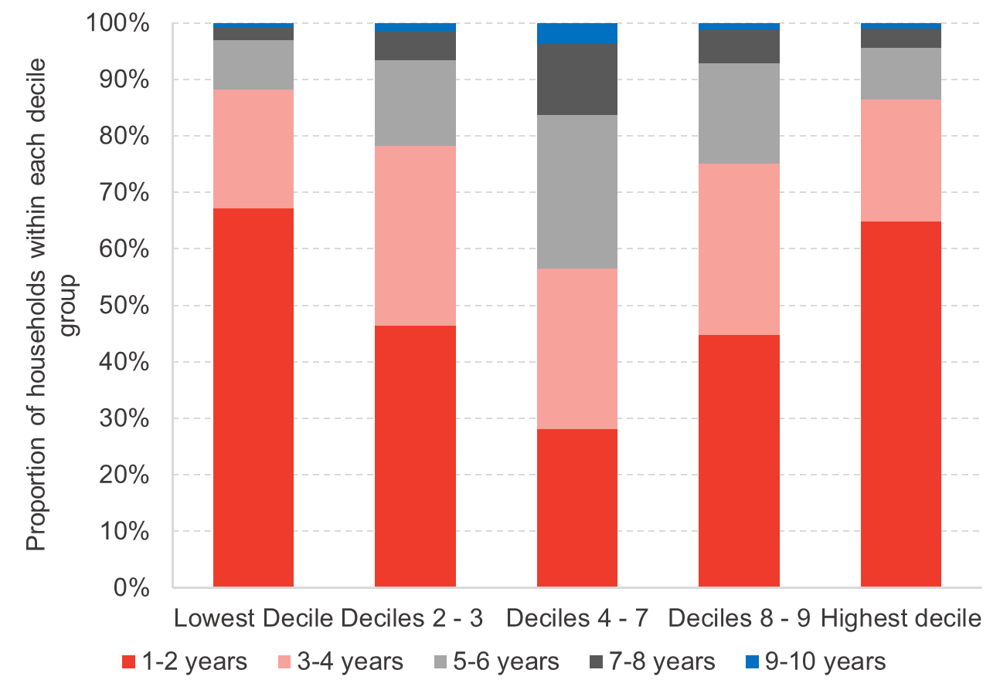 Proportion of households within each decile
group
100%
90%
80%
70%
60%
50%
40%
30%
20%
10%
0%
Lowest Decile Deciles 2 - 3 Deciles 4 - 7 Deciles 8 - 9 Highest decile
1-2 years 3-4 years 5-6 years 7-8 years 9-10 years